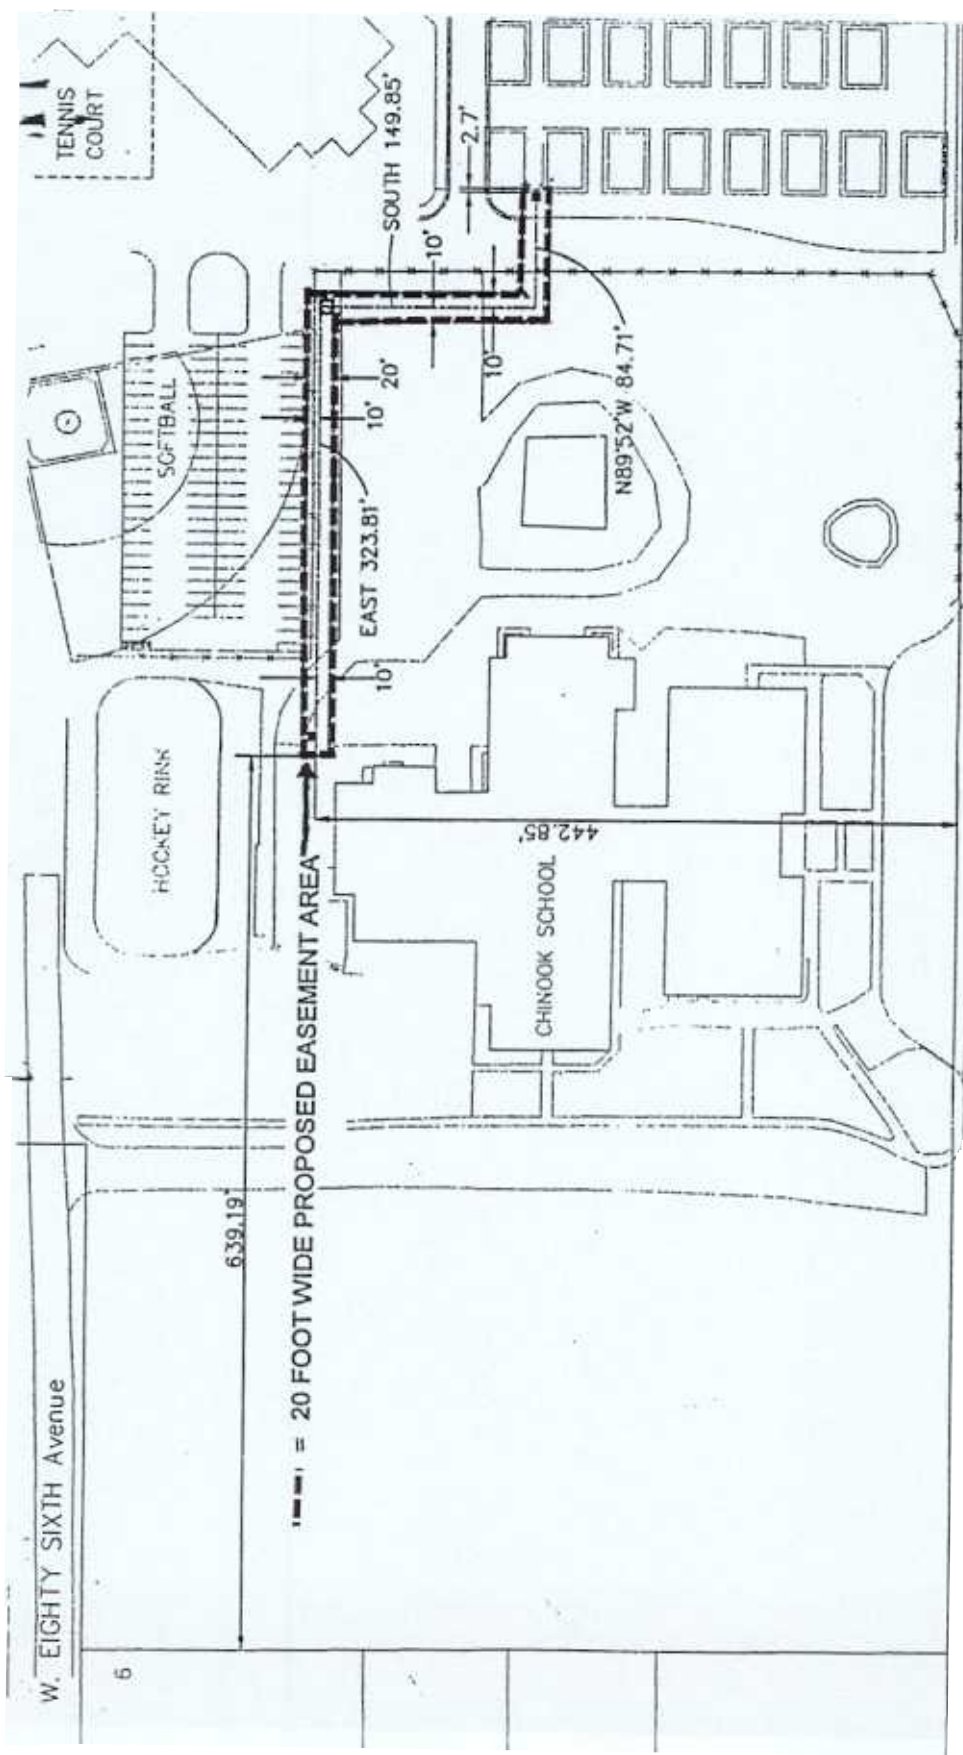 TENNIS
COURT
SOUTH 149.85'
2.7'
10'
10'
SOFTBALL
20'
10'
N89°52"W 84.71'
EAST 323.81'
10'
HOCKEY RINK
442.85'
CHINOOK SCHOOL
639.19'
= 20 FOOT WIDE PROPOSED EASEMENT AREA
W. EIGHTY SIXTH Avenue
6